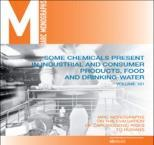 IARC MONOGRAPHS
SOME CHEMICALS PRESENT
IN INDUSTRIAL AND CONSUMER
PRODUCTS, FOOD
AND DRINKING-WATER
VOLUME 101
IARC MONOGRAPHS
ON THE EVALUATION
OF CARCINOGENIC RISKS
TO HUMANS